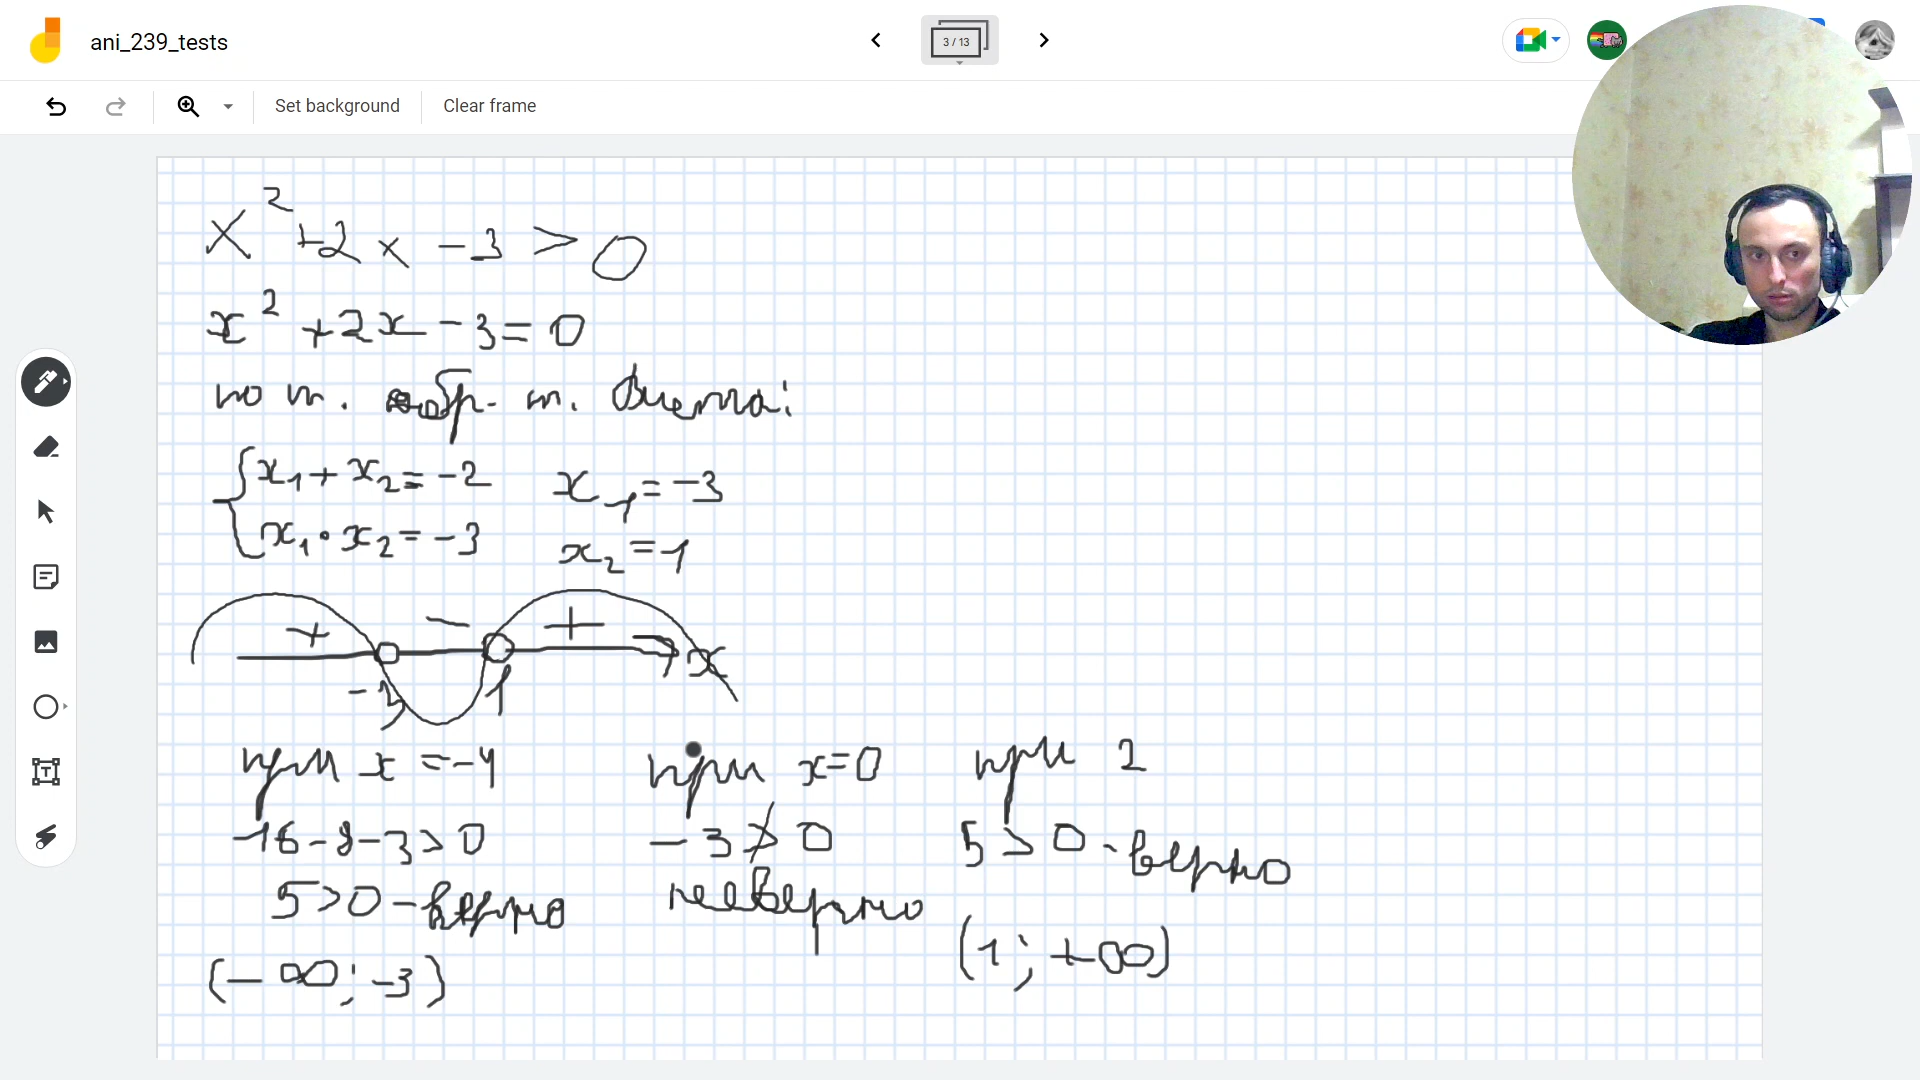 ani_239_tests
3 / 13
Set background
Clear frame
x² +2x -3 > 0
x² +2x -3 = 0
по т. обр. т. Виета:
{x₁ + x₂ = -2
x₁ · x₂ = -3
x₁ = -3
x₂ = 1
+ − +
-3 1 x
при x = -4
16-8-3>0
5>0 - верно
(-∞; -3)
при x=0
-3 ≯ 0
неверно
при 2
5 > 0 - верно
(1; +∞)